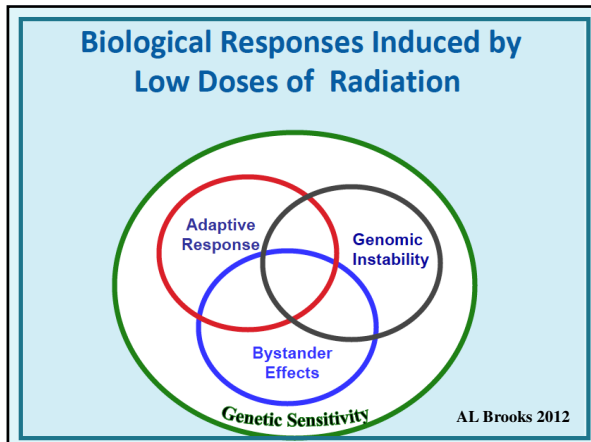 Biological Responses Induced by
Low Doses of Radiation
Adaptive
Response
Genomic
Instability
Bystander
Effects
Genetic Sensitivity
AL Brooks 2012